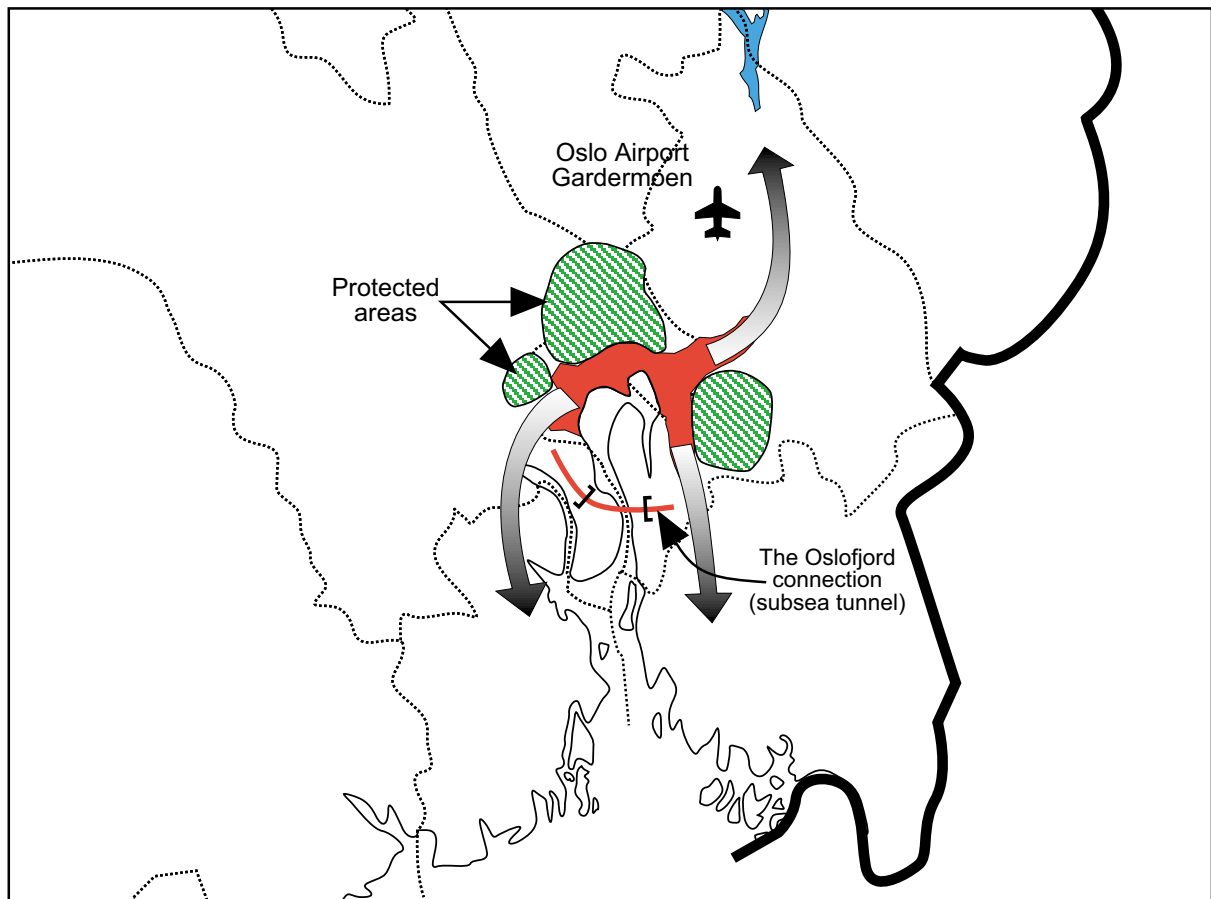 Oslo Airport
Gardermoen
Protected
areas
The Oslofjord
connection
(subsea tunnel)